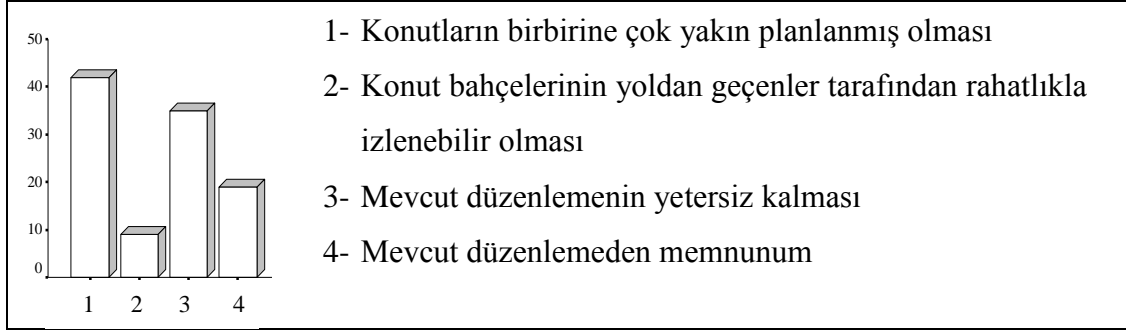 50
40
30
20
10
0
1 2 3 4
1- Konutların birbirine çok yakın planlanmış olması
2- Konut bahçelerinin yoldan geçenler tarafından rahatlıkla
izlenebilir olması
3- Mevcut düzenlemenin yetersiz kalması
4- Mevcut düzenlemeden memnunum